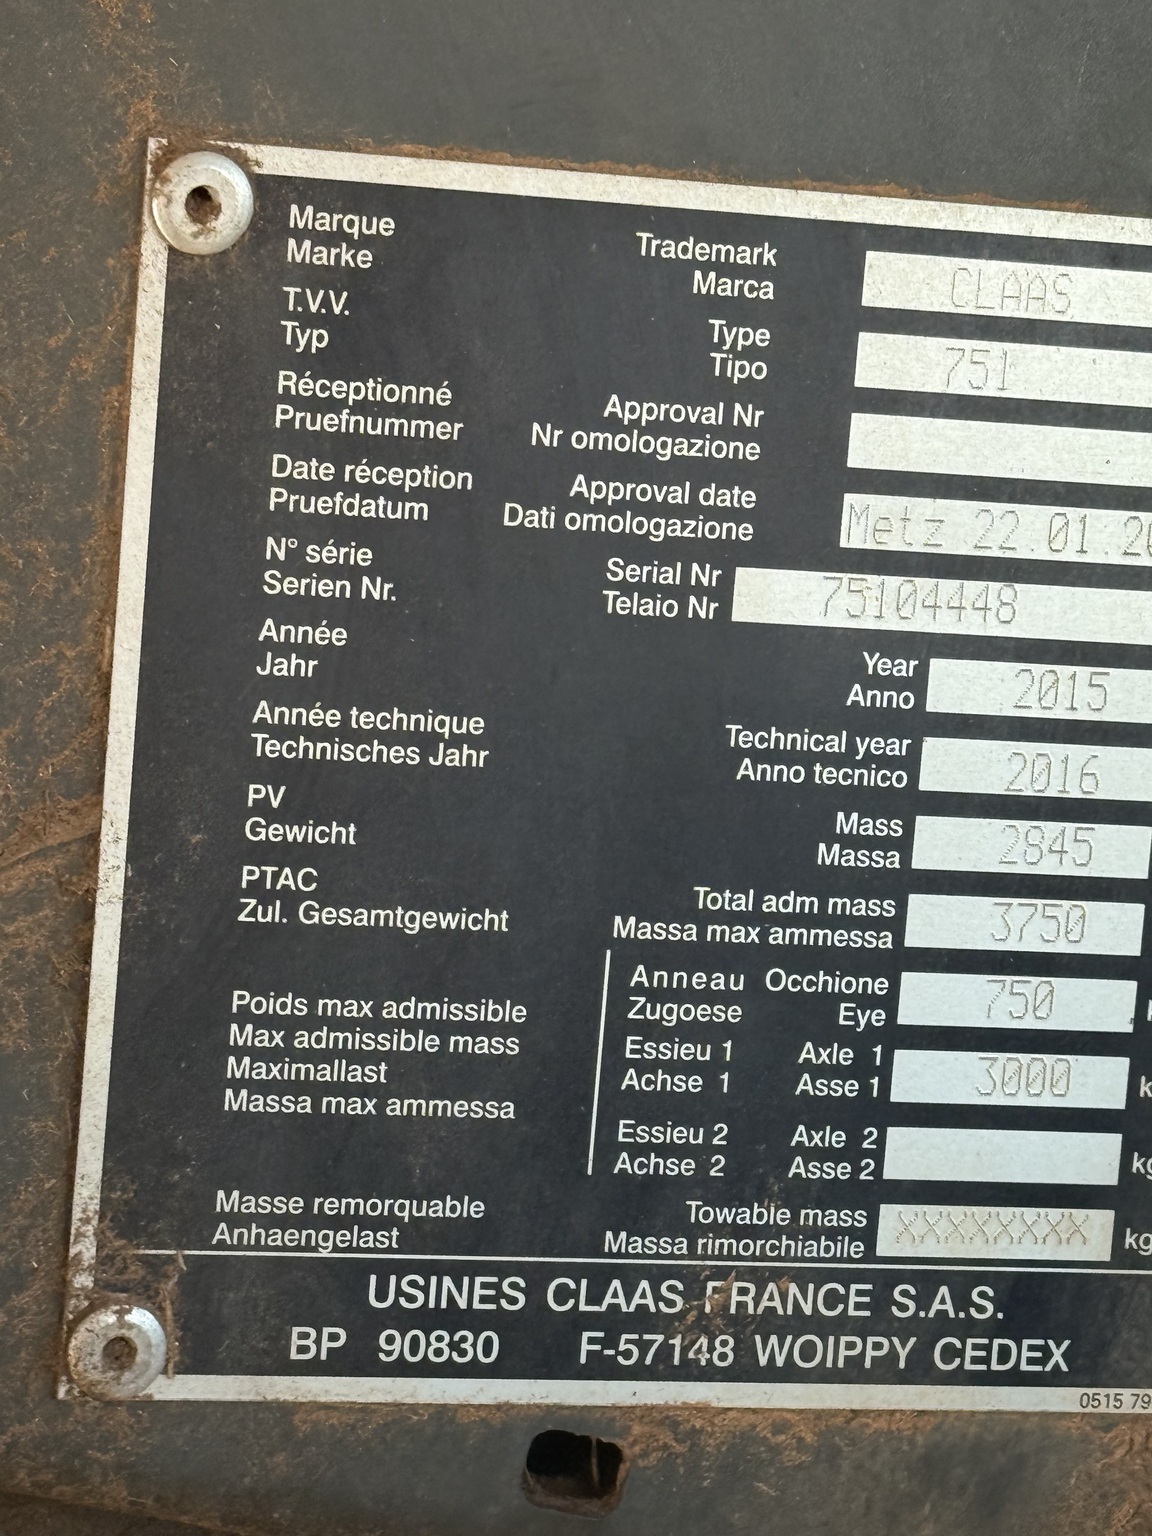 Marque Trademark
Marke Marca CLAAS
T.V.V. Type
Typ Tipo 751
Réceptionné Approval Nr
Pruefnummer Nr omologazione
Date réception Approval date
Pruefdatum Dati omologazione Metz 22.01.20
N° série Serial Nr
Serien Nr. Telaio Nr 75104448
Année Year
Jahr Anno 2015
Année technique Technical year
Technisches Jahr Anno tecnico 2016
PV Mass
Gewicht Massa 2845
PTAC Total adm mass
Zul. Gesamtgewicht Massa max ammessa 3750
Poids max admissible
Max admissible mass
Maximallast
Massa max ammessa
Anneau Occhione
Zugoese Eye 750
Essieu 1 Axle 1
Achse 1 Asse 1 3000 k
Essieu 2 Axle 2
Achse 2 Asse 2 kg
Masse remorquable Towable mass
Anhaengelast Massa rimorchiabile XXXXXXXX kg
USINES CLAAS FRANCE S.A.S.
BP 90830 F-57148 WOIPPY CEDEX
0515 79